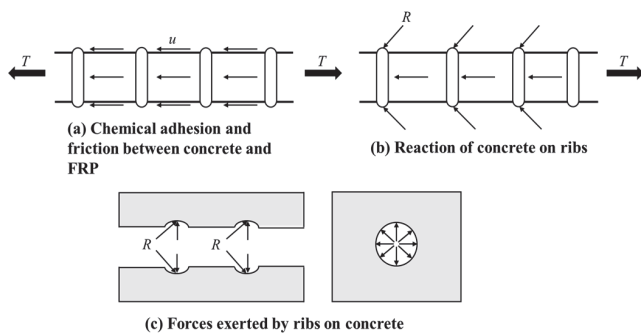 u
R
T
T
T
(a) Chemical adhesion and
friction between concrete and
FRP
(b) Reaction of concrete on ribs
R
R
(c) Forces exerted by ribs on concrete